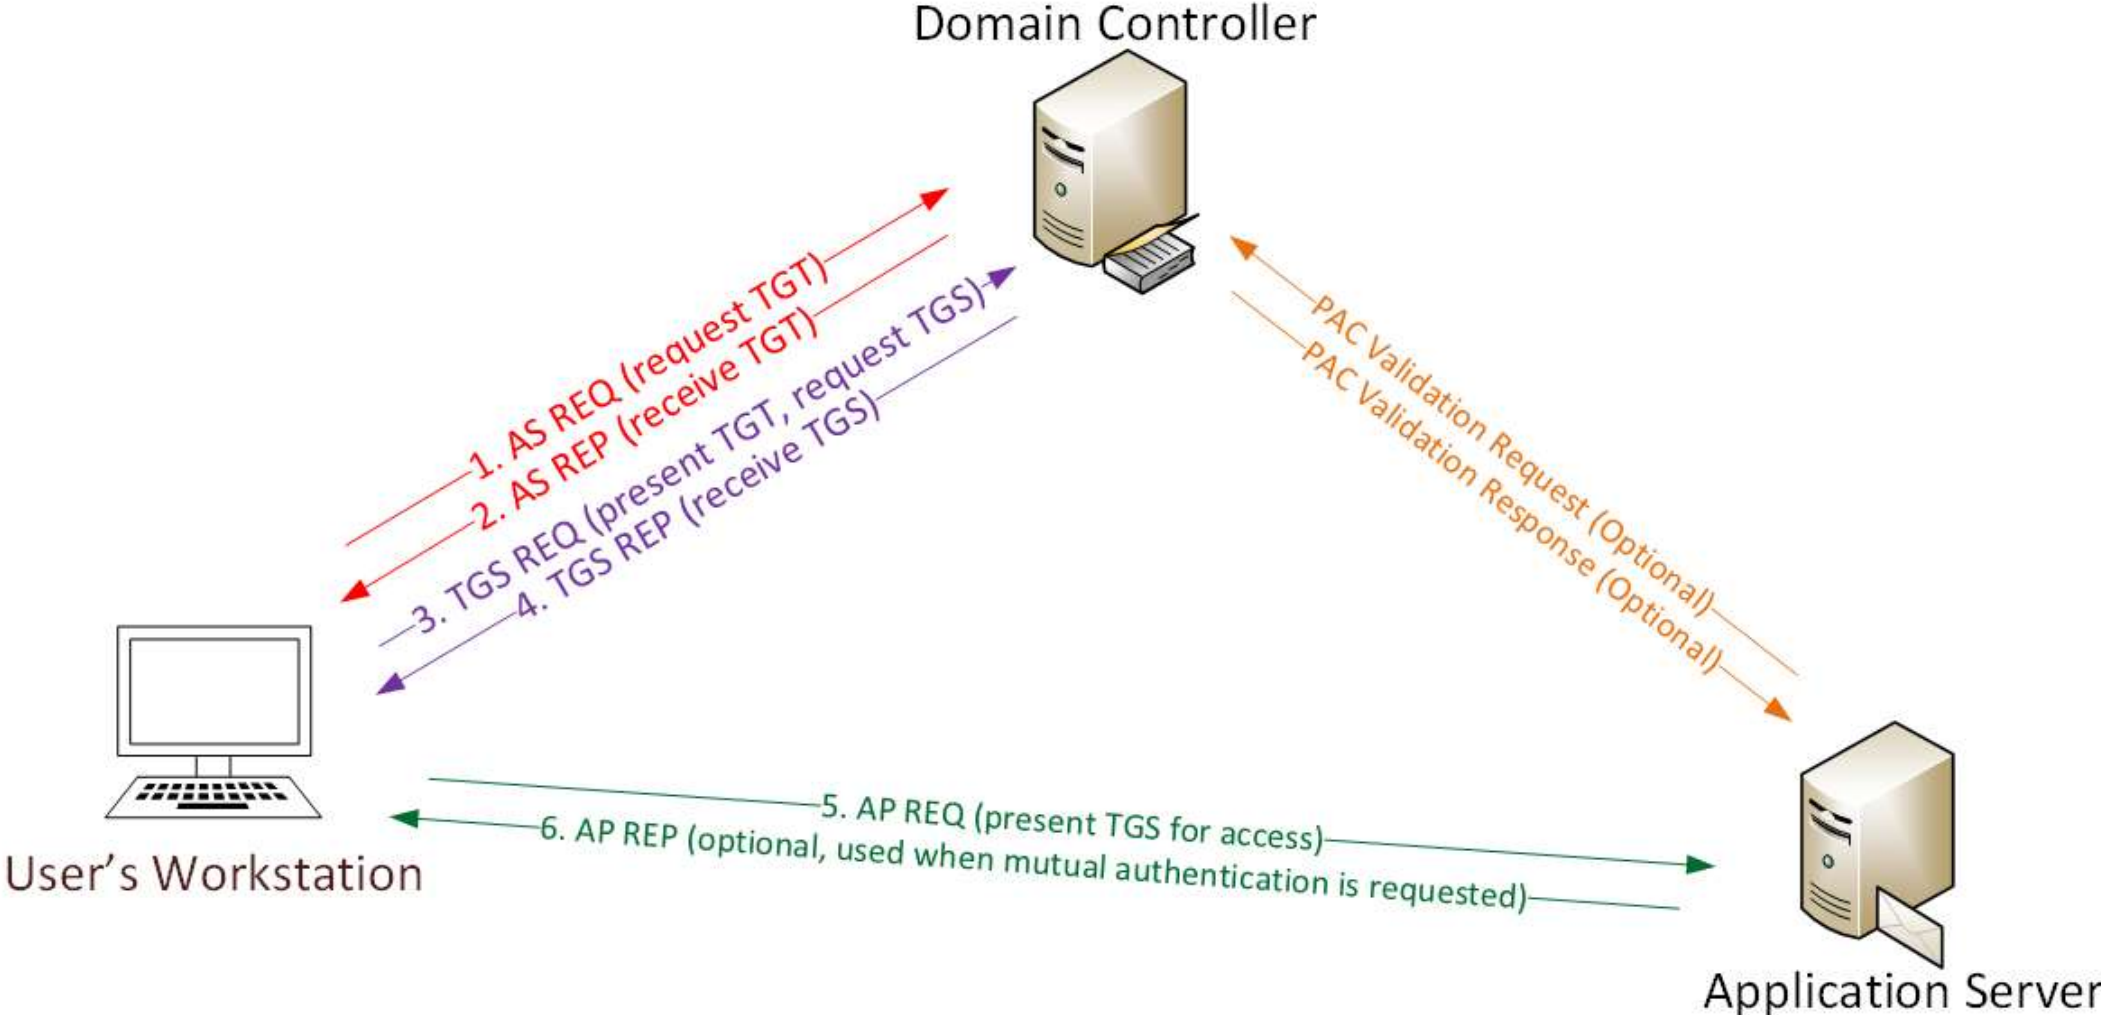 Domain Controller
1. AS REQ (request TGT)
2. AS REP (receive TGT)
3. TGS REQ (present TGT, request TGS)
4. TGS REP (receive TGS)
PAC Validation Request (Optional)
PAC Validation Response (Optional)
5. AP REQ (present TGS for access)
6. AP REP (optional, used when mutual authentication is requested)
User’s Workstation
Application Server